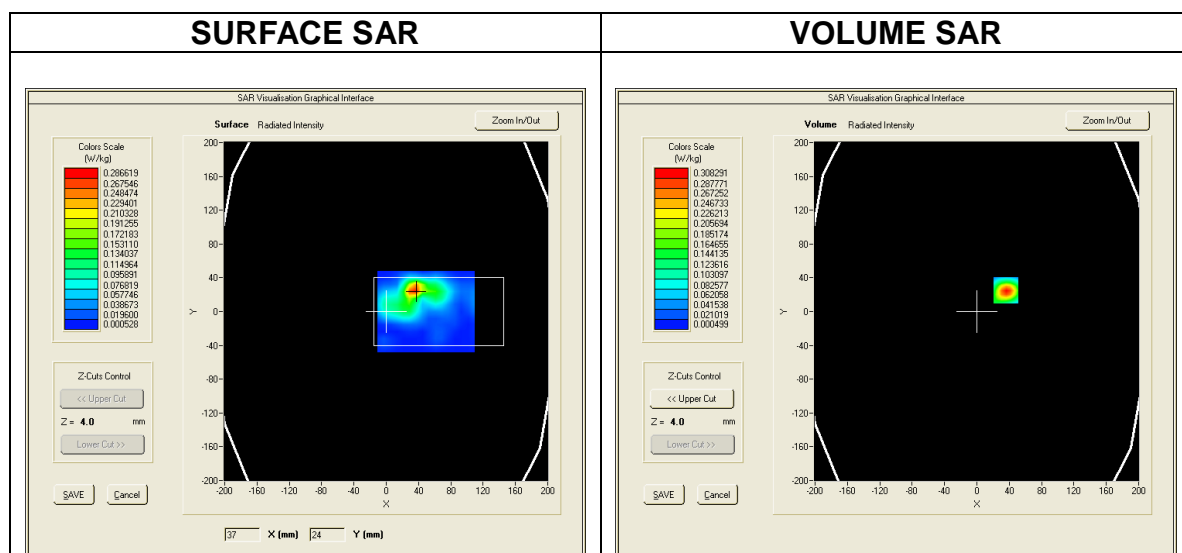 SURFACE SAR
VOLUME SAR
SAR Visualisation Graphical Interface
Surface Radiated Intensity
Zoom In/Out
Colors Scale
(W/kg)
0.286619
0.267546
0.248474
0.229401
0.210328
0.191255
0.172183
0.153110
0.134037
0.114964
0.095891
0.076819
0.057746
0.038673
0.019600
0.000528
Z-Cuts Control
<< Upper Cut
Z = 4.0 mm
Lower Cut >>
SAVE Cancel
200
160
120
80
40
0
-40
-80
-120
-160
-200
Y
-200 -160 -120 -80 -40 0 40 80 120 160 200
X
37 X (mm) 24 Y (mm)
SAR Visualisation Graphical Interface
Volume Radiated Intensity
Zoom In/Out
Colors Scale
(W/kg)
0.308291
0.287771
0.267252
0.246733
0.226213
0.205694
0.185174
0.164655
0.144135
0.123616
0.103097
0.082577
0.062058
0.041538
0.021019
0.000499
Z-Cuts Control
<< Upper Cut
Z = 4.0 mm
Lower Cut >>
SAVE Cancel
200
160
120
80
40
0
-40
-80
-120
-160
-200
Y
-200 -160 -120 -80 -40 0 40 80 120 160 200
X